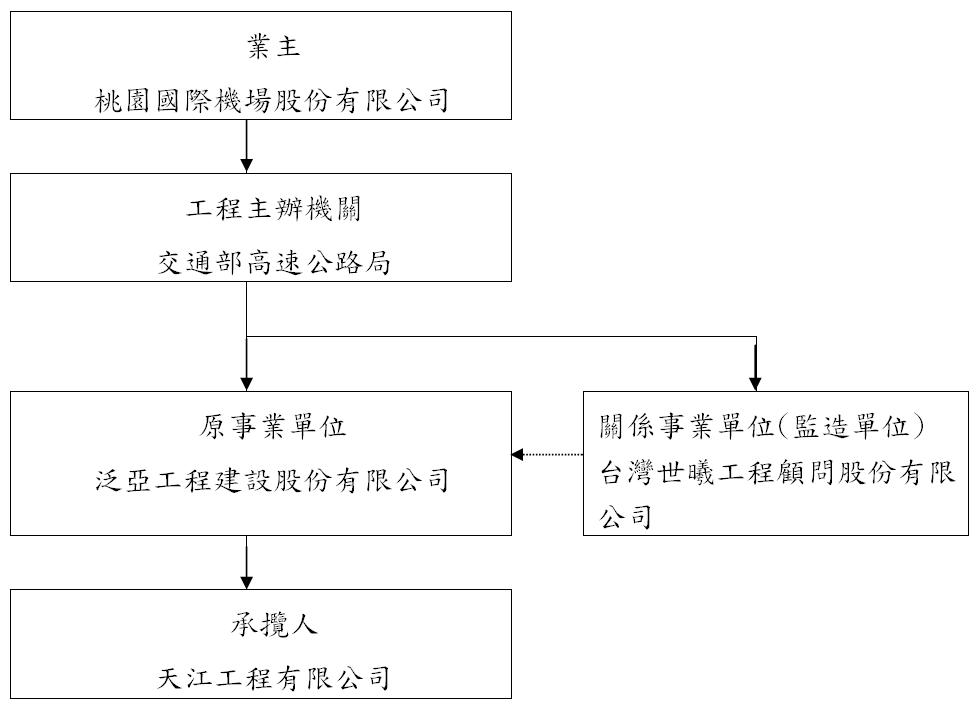 業主
桃園國際機場股份有限公司
工程主辦機關
交通部高速公路局
原事業單位
泛亞工程建設股份有限公司
關係事業單位(監造單位)
台灣世曦工程顧問股份有限
公司
承攬人
天江工程有限公司